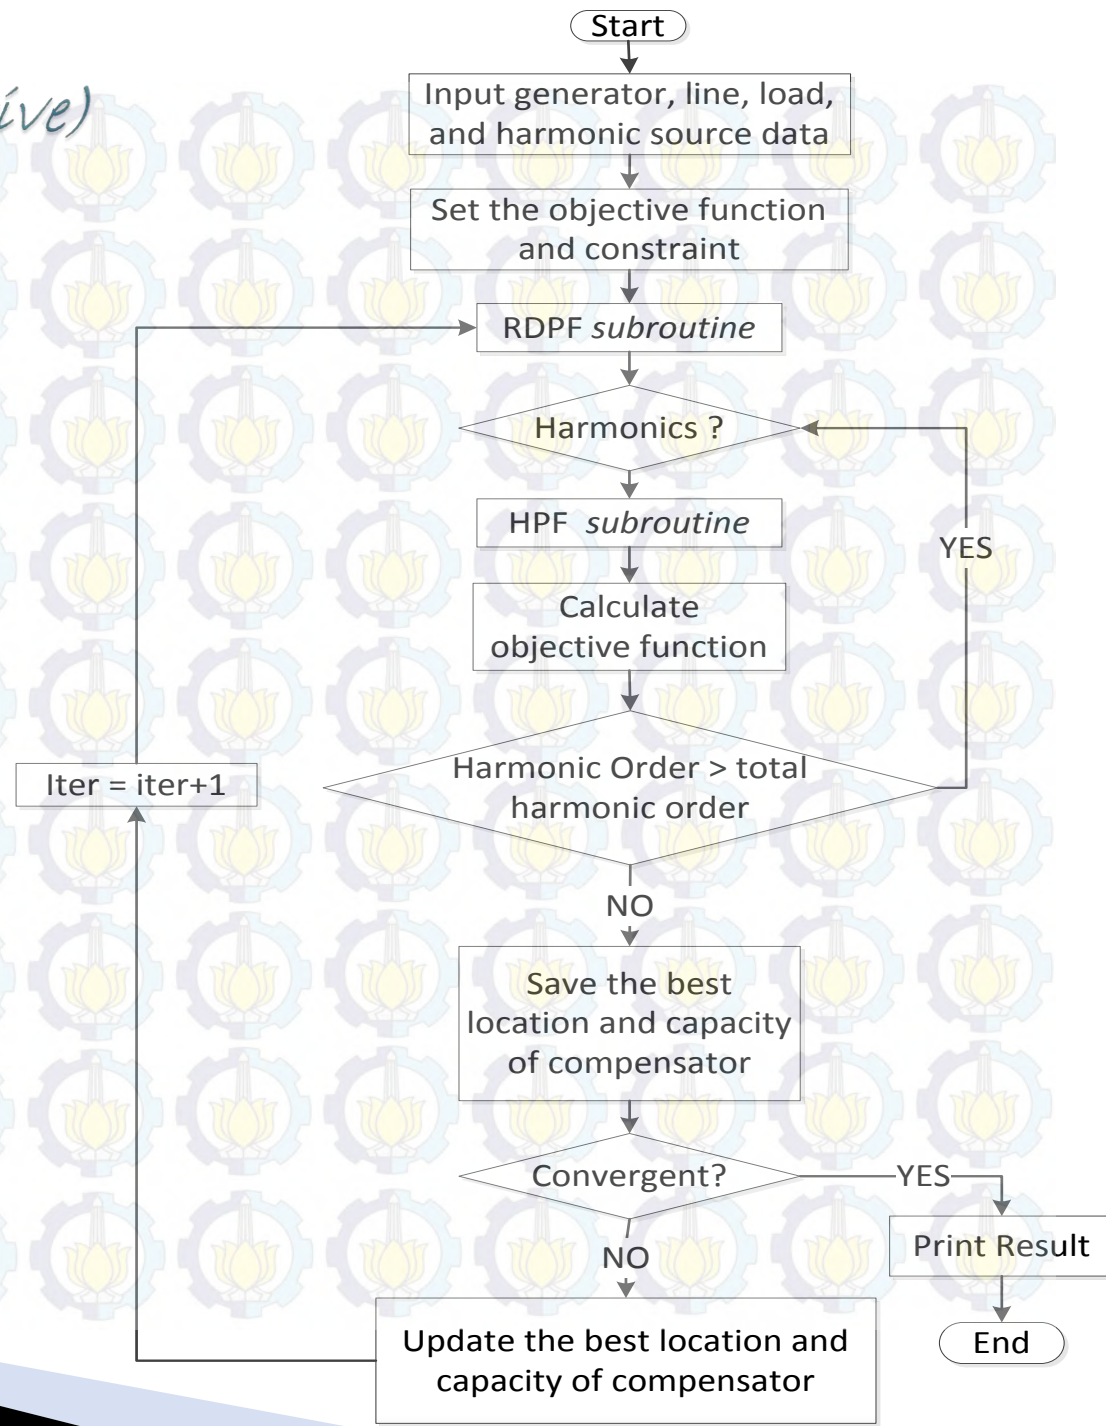 ive)
Start
Input generator, line, load,
and harmonic source data
Set the objective function
and constraint
RDPF subroutine
Harmonics ?
HPF subroutine
YES
Calculate
objective function
Harmonic Order > total
harmonic order
Iter = iter+1
NO
Save the best
location and capacity
of compensator
Convergent?
YES
NO
Print Result
Update the best location and
capacity of compensator
End